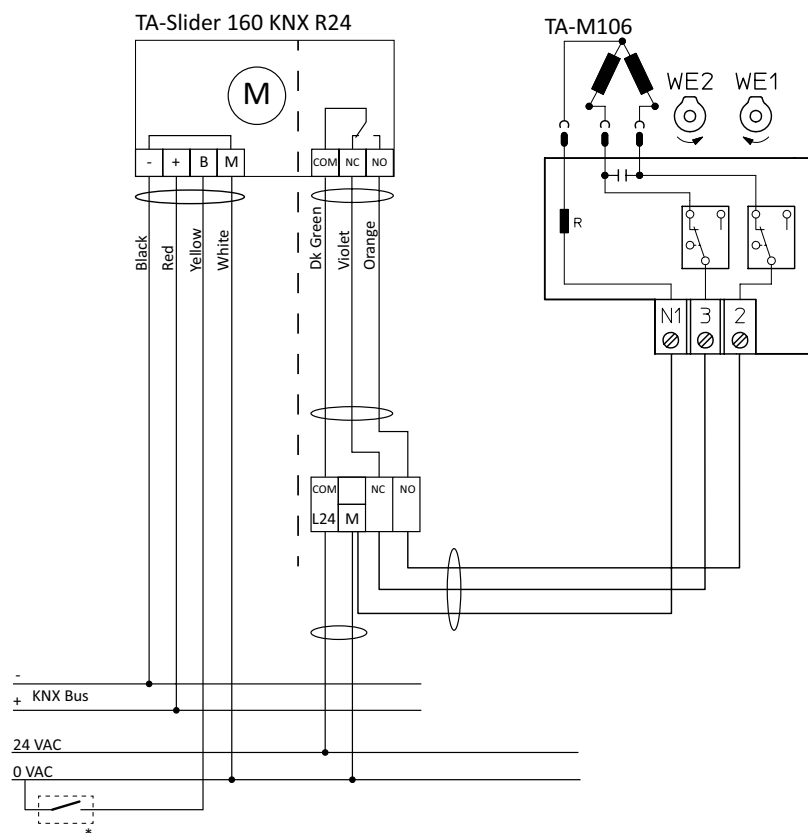 TA-Slider 160 KNX R24
TA-M106
M
WE2 WE1
- + B M
COM NC NO
R
Black
Red
Yellow
White
Dk Green
Violet
Orange
N1 3 2
COM NC NO
L24 M
-
+ KNX Bus
24 VAC
0 VAC
*